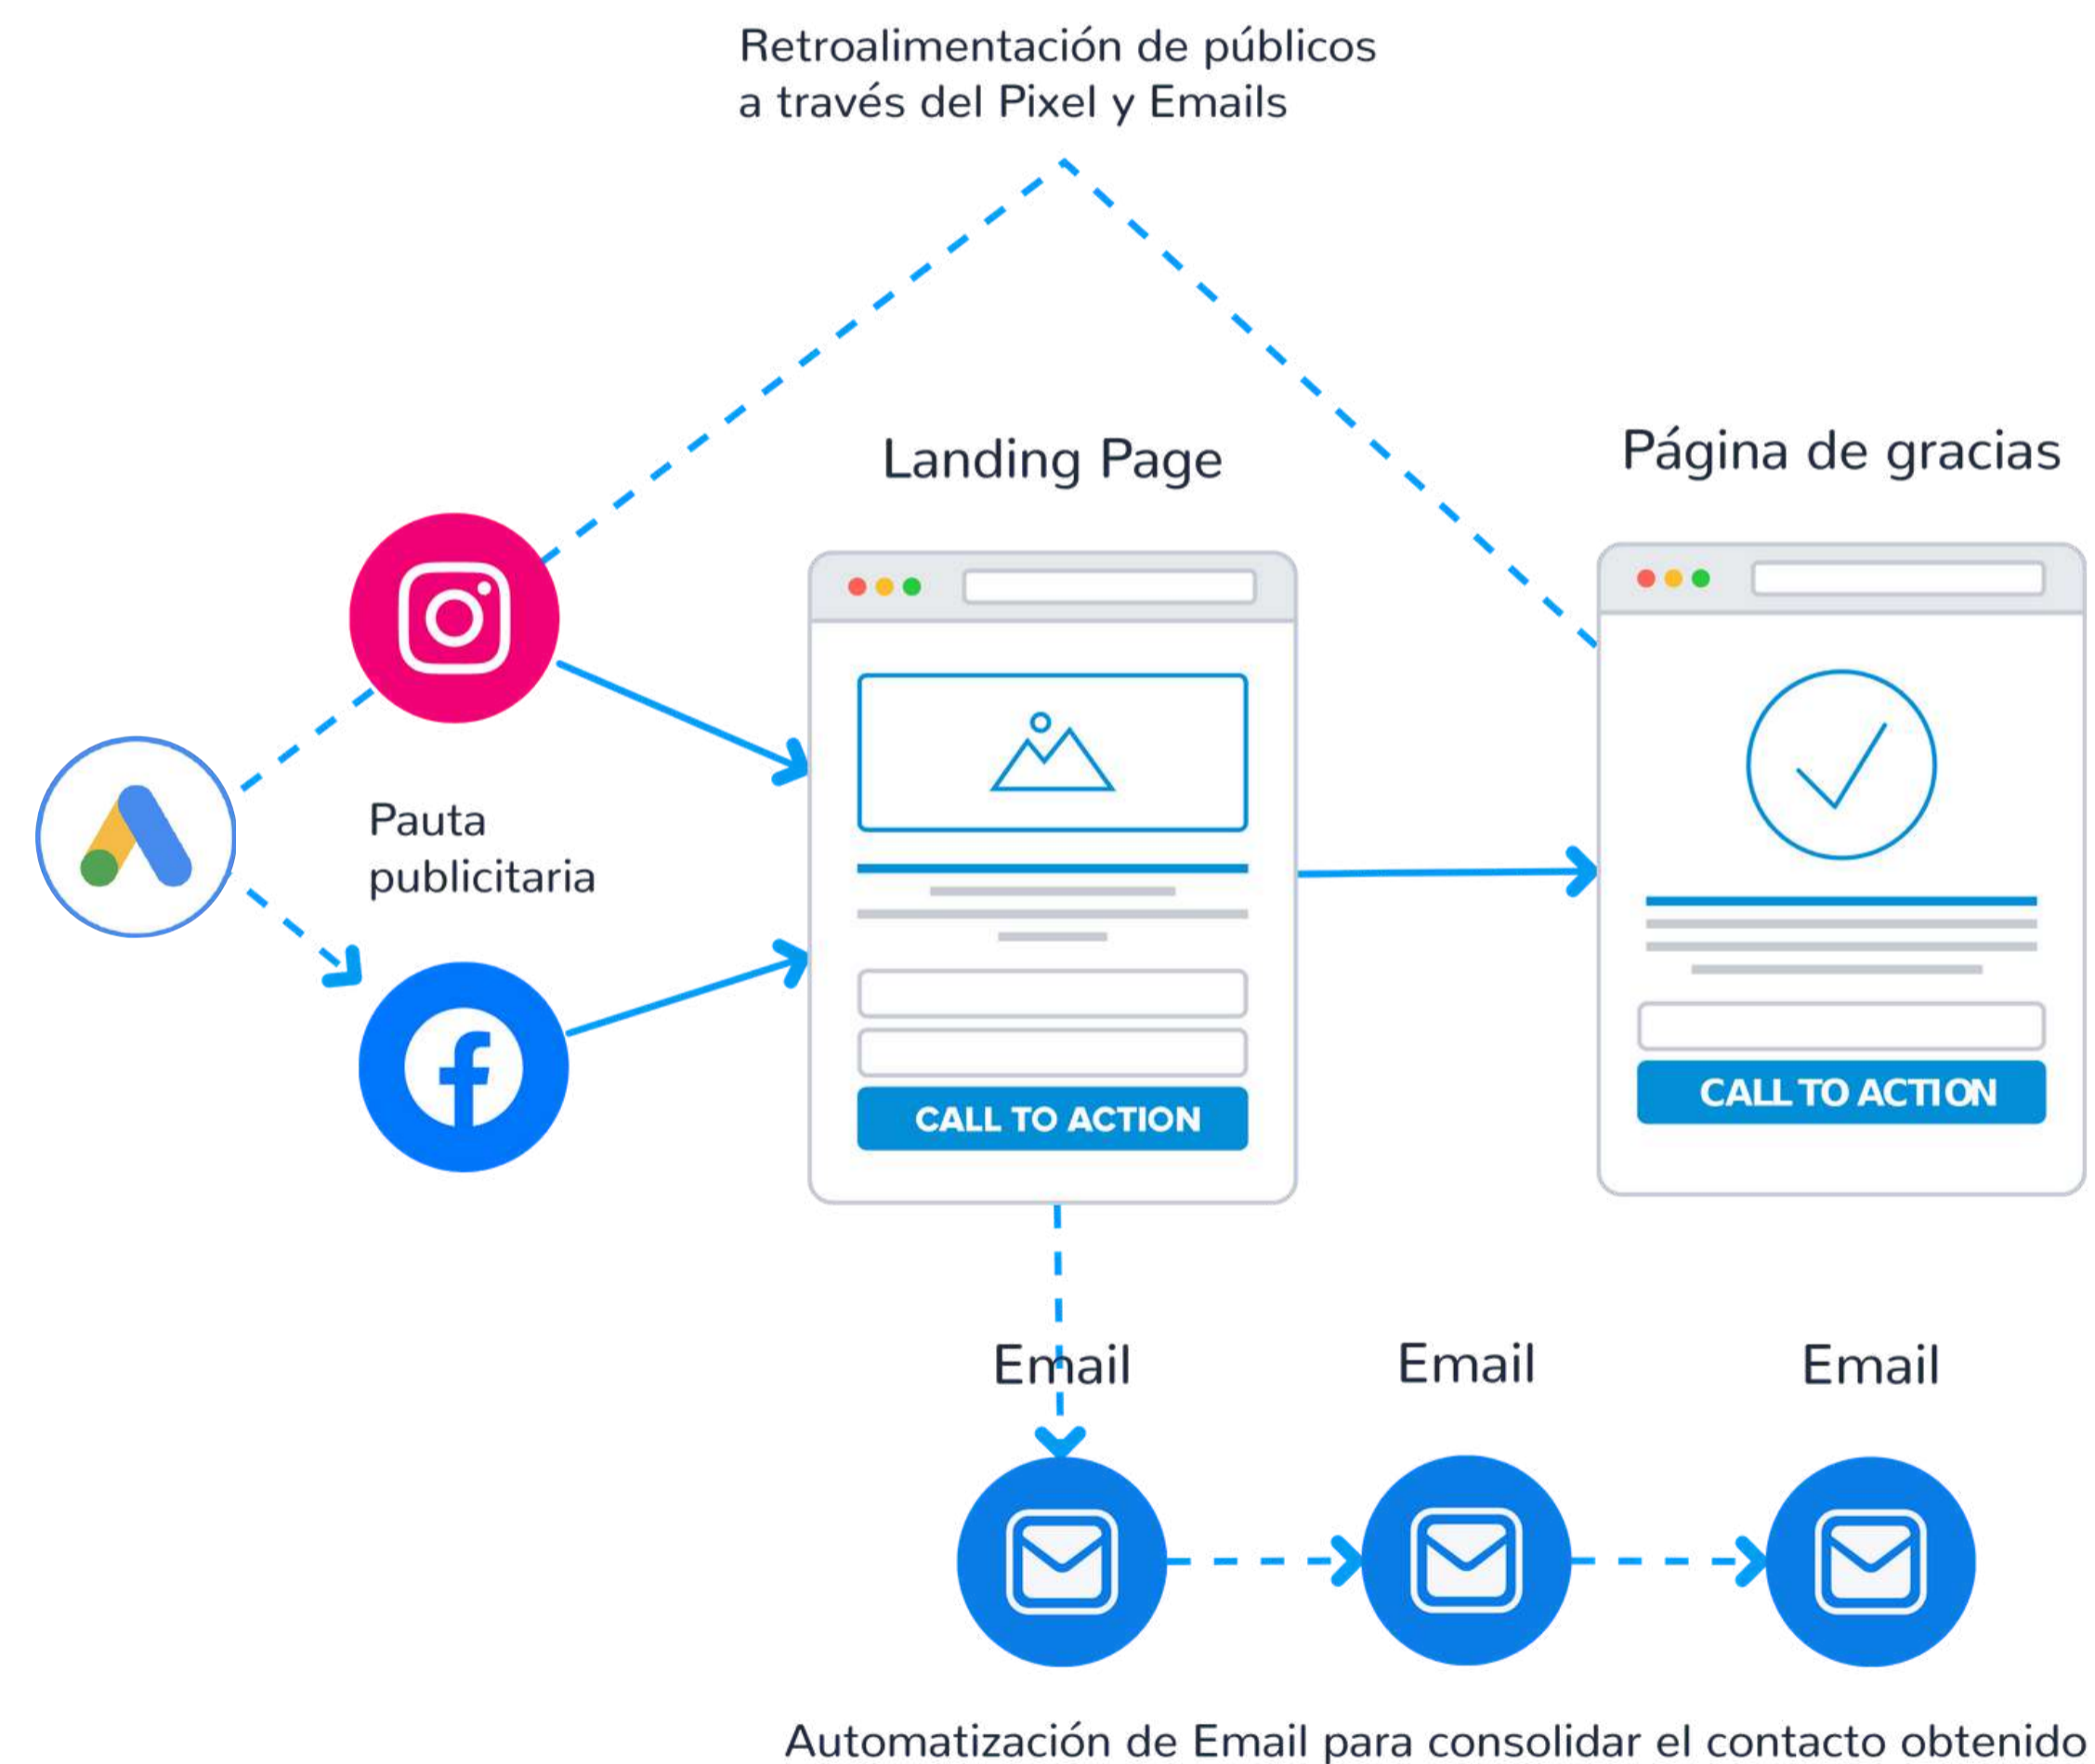 Retroalimentación de públicos
a través del Pixel y Emails
Landing Page
Página de gracias
Pauta
publicitaria
CALL TO ACTION
CALL TO ACTION
Email
Email
Email
Automatización de Email para consolidar el contacto obtenido